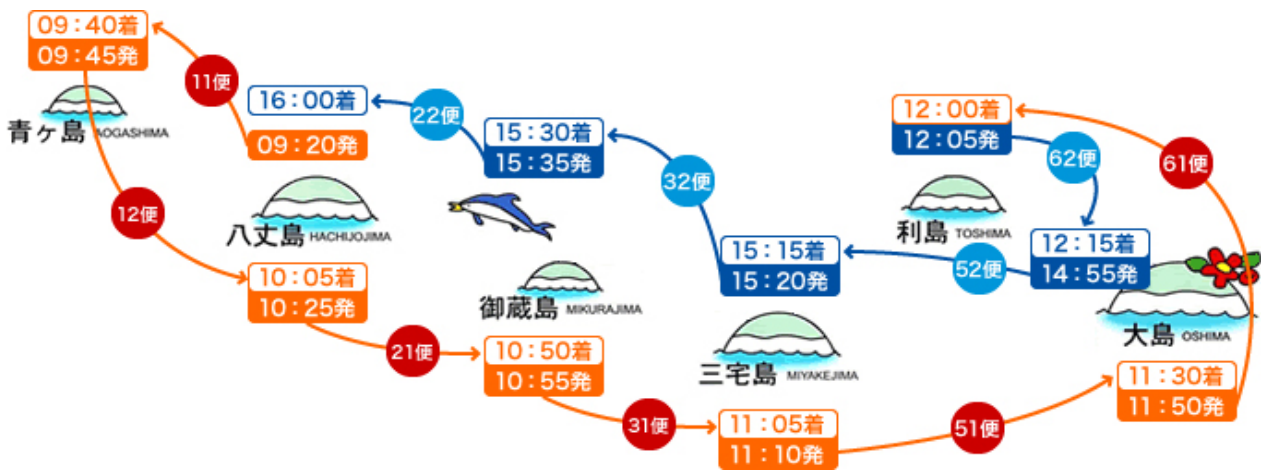 09：40着
09：45発
11便
青ヶ島 AOGASHIMA
16：00着
09：20発
22便
15：30着
15：35発
12便
八丈島 HACHIJOJIMA
32便
12：00着
12：05発
62便
61便
利島 TOSHIMA
10：05着
10：25発
21便
御蔵島 MIKURAJIMA
15：15着
15：20発
52便
12：15着
14：55発
10：50着
10：55発
31便
三宅島 MIYAKEJIMA
大島 OSHIMA
11：05着
11：10発
51便
11：30着
11：50発